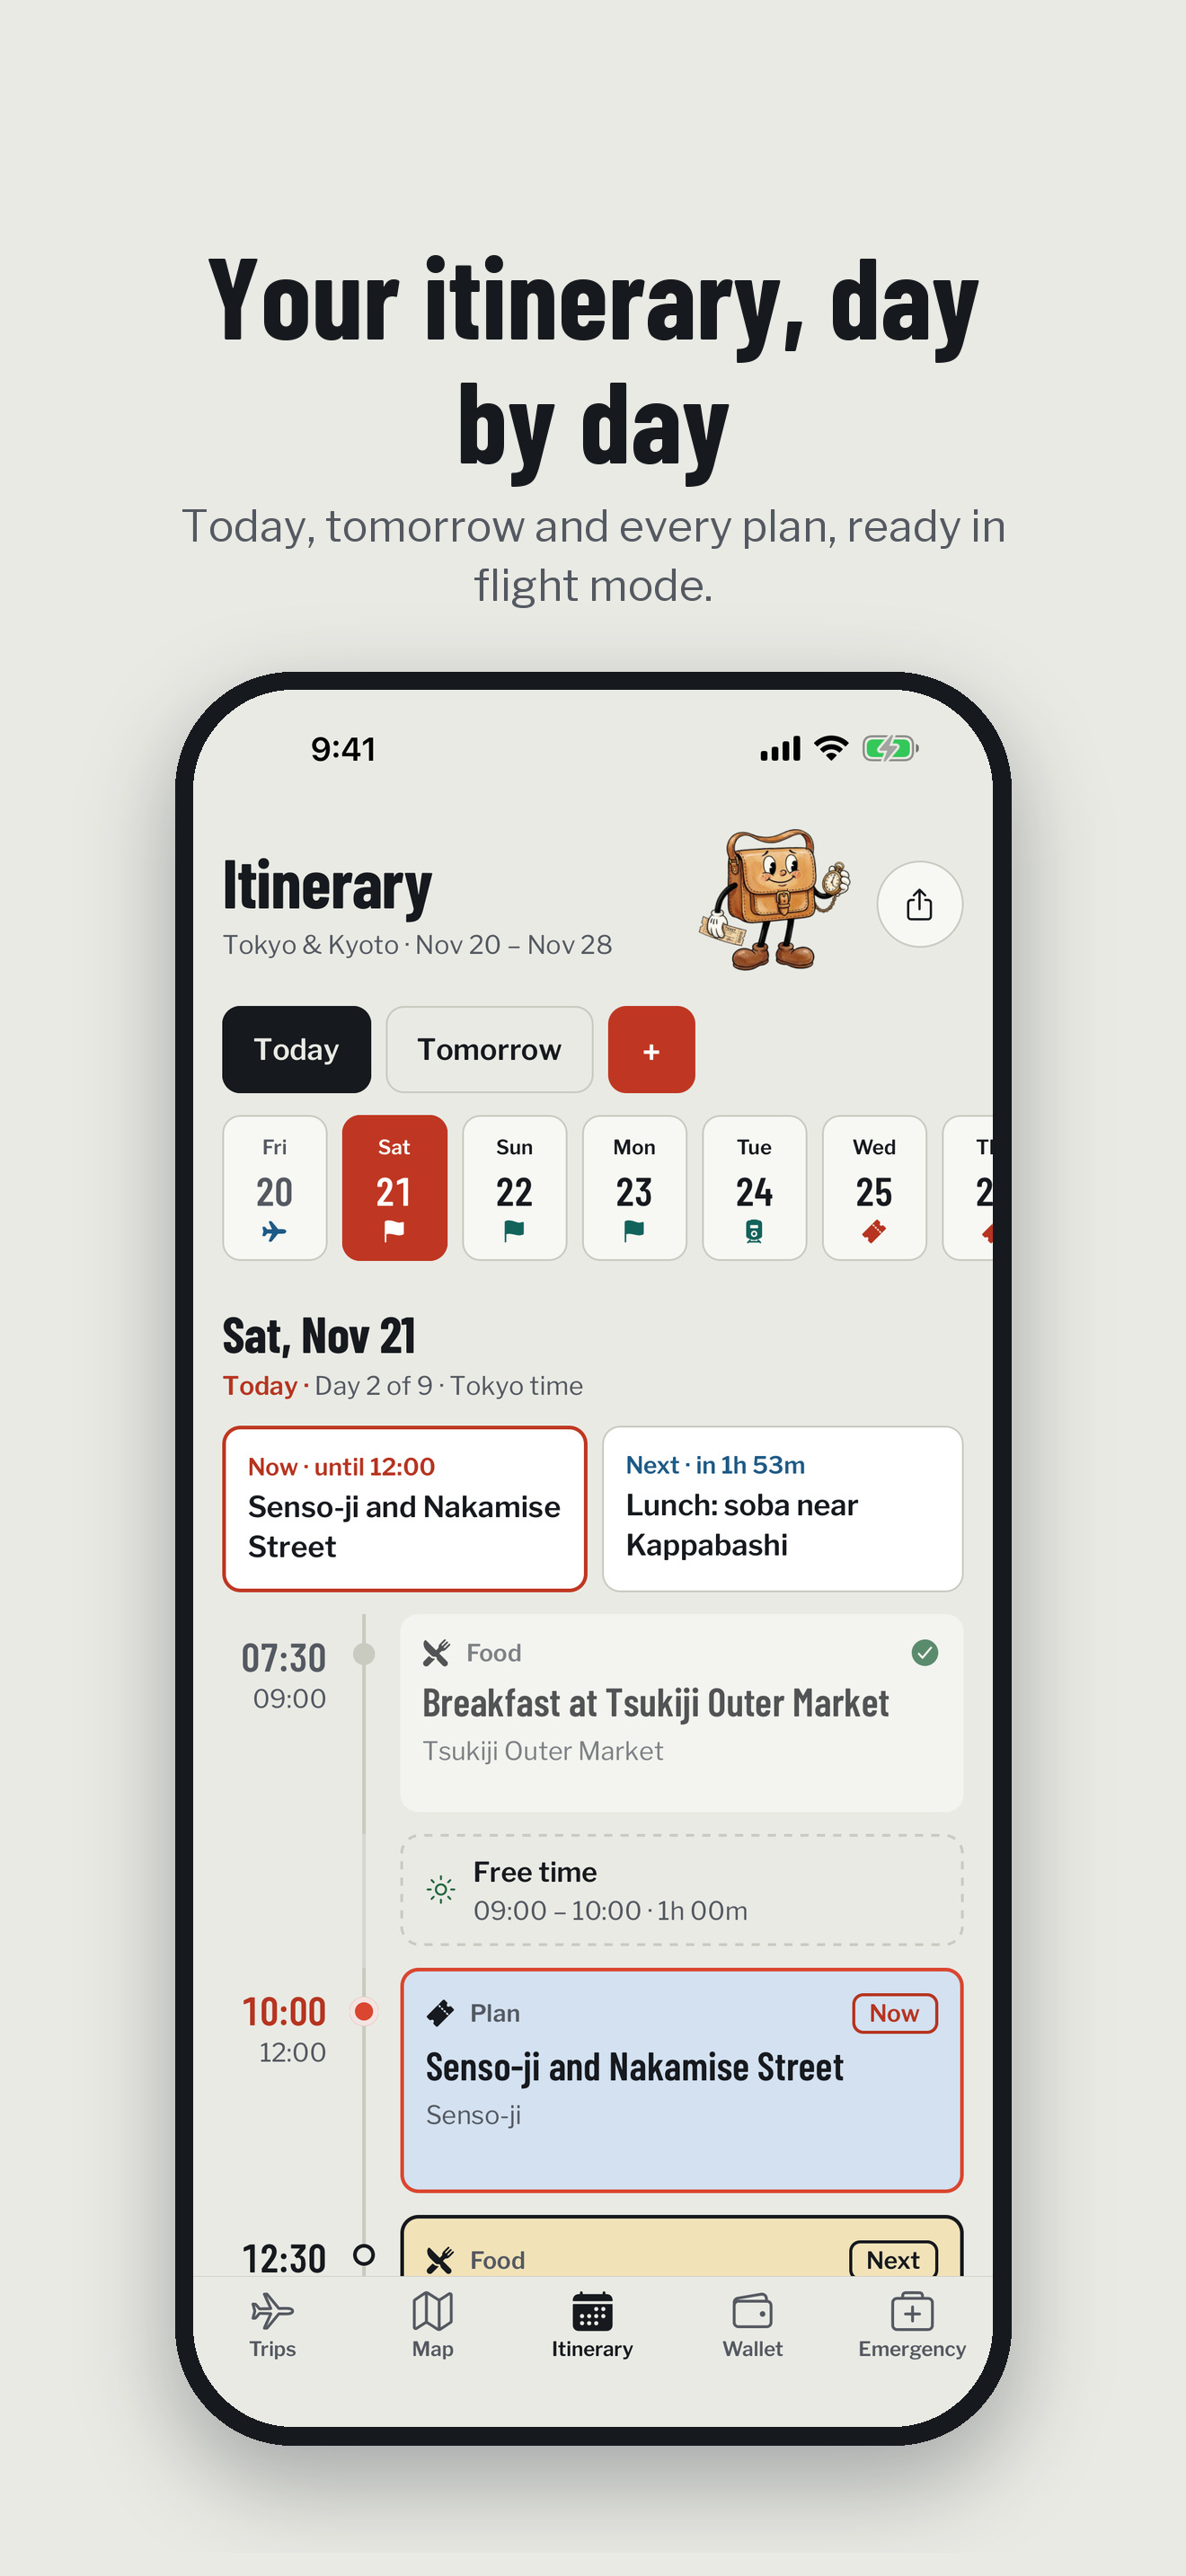 Your itinerary, day
by day
Today, tomorrow and every plan, ready in
flight mode.
9:41
Itinerary
Tokyo & Kyoto · Nov 20 – Nov 28
Today
Tomorrow
+
Fri
20
Sat
21
Sun
22
Mon
23
Tue
24
Wed
25
Sat, Nov 21
Today · Day 2 of 9 · Tokyo time
Now · until 12:00
Senso-ji and Nakamise
Street
Next · in 1h 53m
Lunch: soba near
Kappabashi
07:30
09:00
Food
Breakfast at Tsukiji Outer Market
Tsukiji Outer Market
Free time
09:00 – 10:00 · 1h 00m
10:00
12:00
Plan
Now
Senso-ji and Nakamise Street
Senso-ji
12:30
Food
Next
Trips
Map
Itinerary
Wallet
Emergency